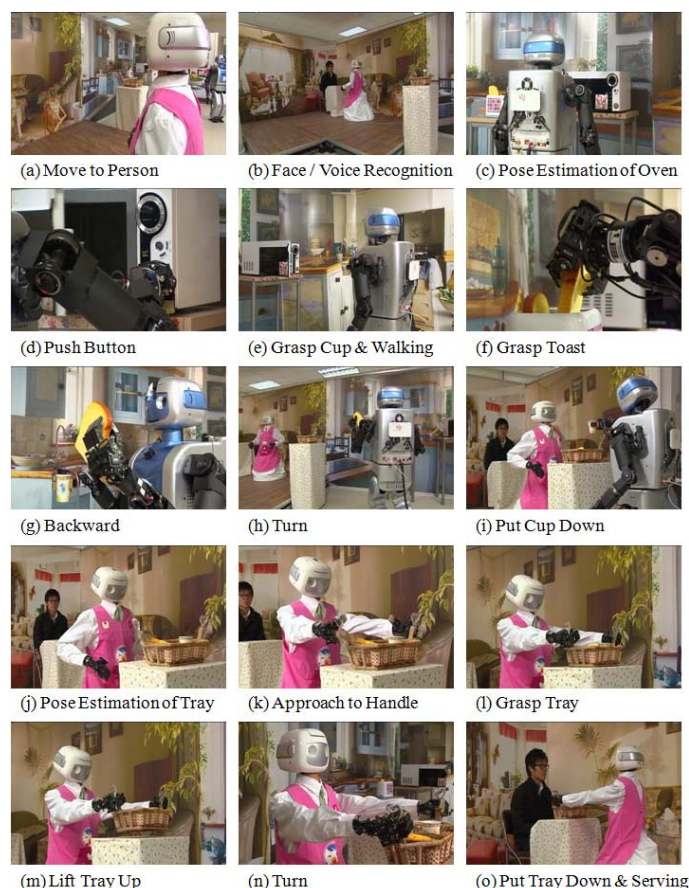 (a) Move to Person
(b) Face / Voice Recognition
(c) Pose Estimation of Oven
(d) Push Button
(e) Grasp Cup & Walking
(f) Grasp Toast
(g) Backward
(h) Turn
(i) Put Cup Down
(j) Pose Estimation of Tray
(k) Approach to Handle
(l) Grasp Tray
(m) Lift Tray Up
(n) Turn
(o) Put Tray Down & Serving